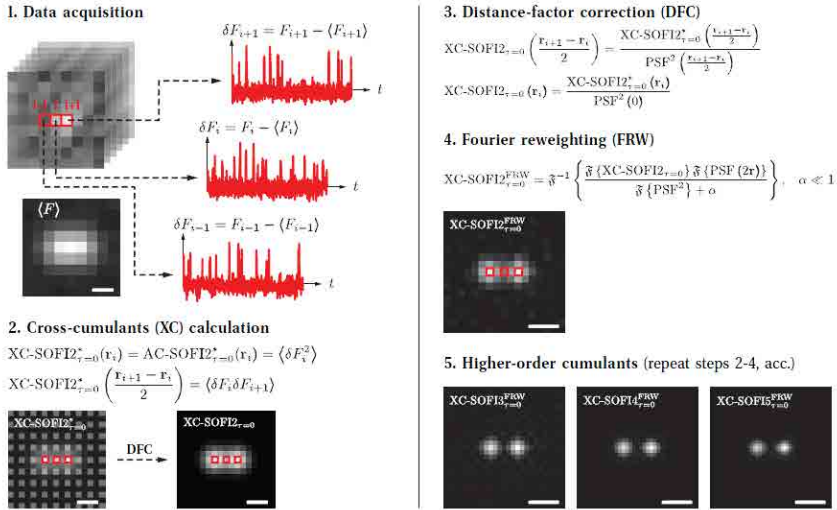 1. Data acquisition
i-1 i i+1
δF_{i+1} = F_{i+1} − ⟨F_{i+1}⟩
t
δF_i = F_i − ⟨F_i⟩
t
⟨F⟩
δF_{i−1} = F_{i−1} − ⟨F_{i−1}⟩
t
2. Cross-cumulants (XC) calculation
XC-SOFI2*_{τ=0}(r_i) = AC-SOFI2*_{τ=0}(r_i) = ⟨δF_i^2⟩
XC-SOFI2*_{τ=0} ((r_{i+1} − r_i)/2) = ⟨δF_i δF_{i+1}⟩
XC-SOFI2*_{τ=0}
DFC
XC-SOFI2_{τ=0}
3. Distance-factor correction (DFC)
XC-SOFI2_{τ=0} ((r_{i+1} − r_i)/2) = XC-SOFI2*_{τ=0} ((r_{i+1} − r_i)/2) / PSF^2 ((r_{i+1} − r_i)/2)
XC-SOFI2_{τ=0} (r_i) = XC-SOFI2*_{τ=0} (r_i) / PSF^2 (0)
4. Fourier reweighting (FRW)
XC-SOFI2^{FRW}_{τ=0} = 𝔉^{−1} { 𝔉 {XC-SOFI2_{τ=0}} 𝔉 {PSF (2r)} / 𝔉 {PSF^2} + α }, α ≪ 1
XC-SOFI2^{FRW}_{τ=0}
5. Higher-order cumulants (repeat steps 2-4, acc.)
XC-SOFI3^{FRW}_{τ=0}
XC-SOFI4^{FRW}_{τ=0}
XC-SOFI5^{FRW}_{τ=0}